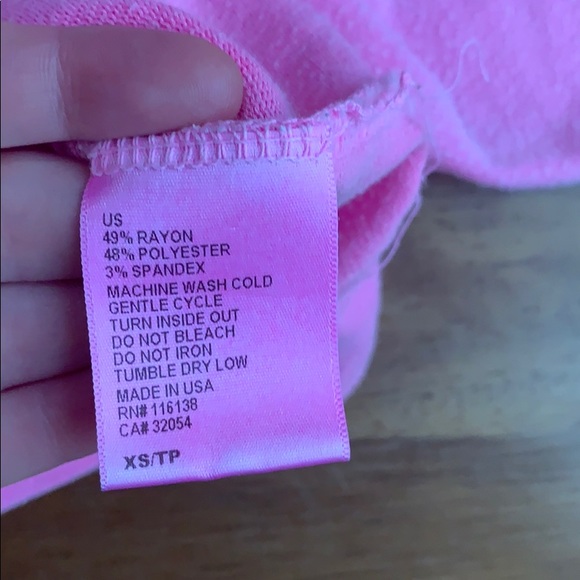 US
49% RAYON
48% POLYESTER
3% SPANDEX
MACHINE WASH COLD
GENTLE CYCLE
TURN INSIDE OUT
DO NOT BLEACH
DO NOT IRON
TUMBLE DRY LOW
MADE IN USA
RN# 116138
CA# 32054
XS/TP